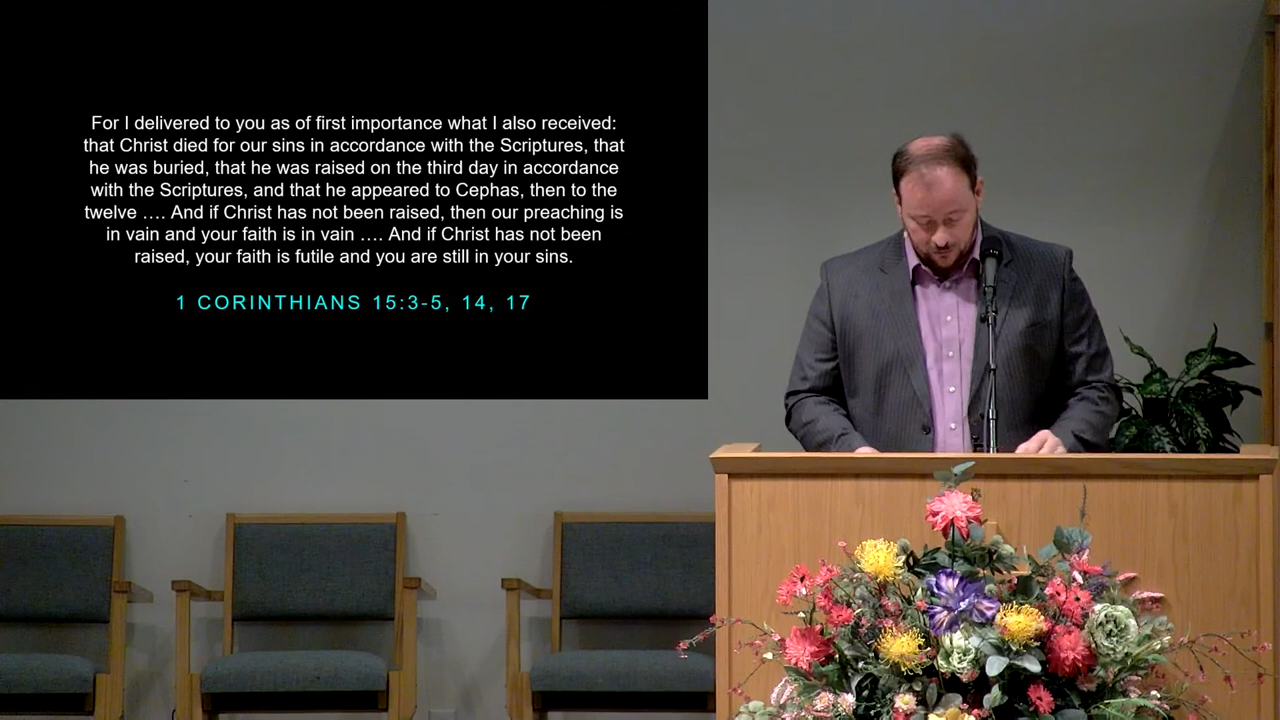 For I delivered to you as of first importance what I also received:
that Christ died for our sins in accordance with the Scriptures, that
he was buried, that he was raised on the third day in accordance
with the Scriptures, and that he appeared to Cephas, then to the
twelve …. And if Christ has not been raised, then our preaching is
in vain and your faith is in vain …. And if Christ has not been
raised, your faith is futile and you are still in your sins.
1 CORINTHIANS 15:3-5, 14, 17